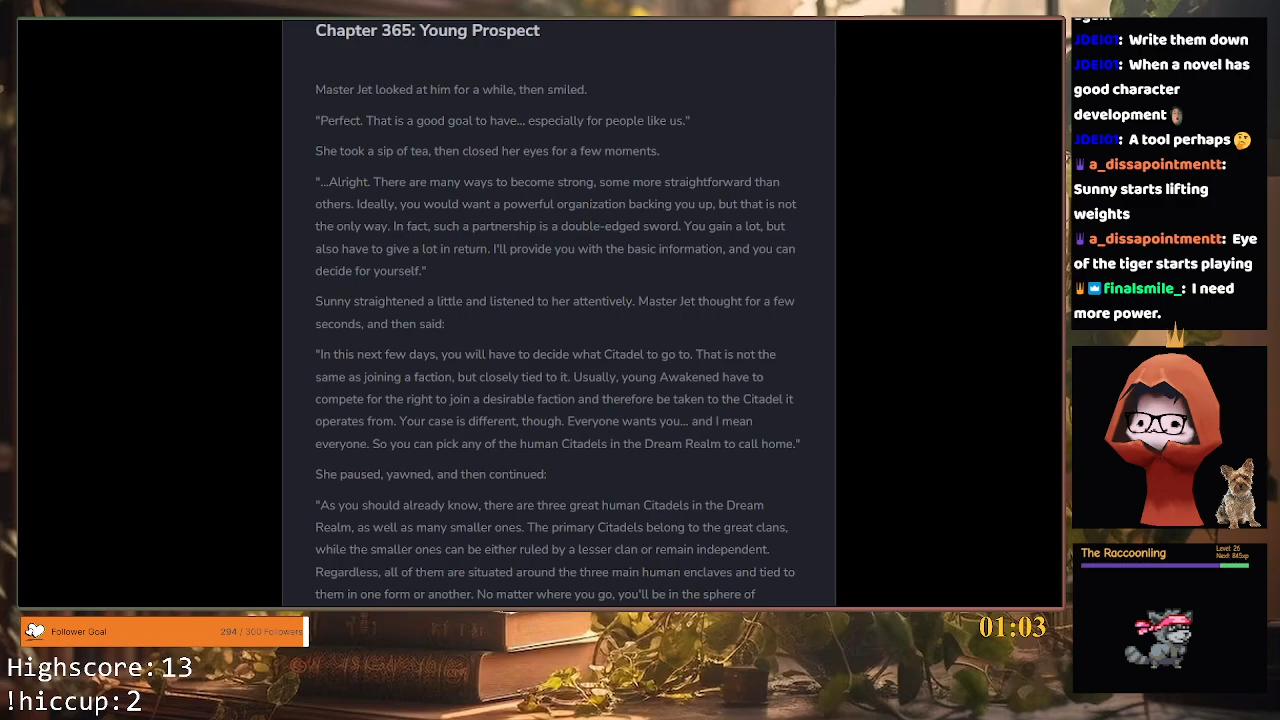 Chapter 365: Young Prospect
Master Jet looked at him for a while, then smiled.
"Perfect. That is a good goal to have... especially for people like us."
She took a sip of tea, then closed her eyes for a few moments.
"...Alright. There are many ways to become strong, some more straightforward than
others. Ideally, you would want a powerful organization backing you up, but that is not
the only way. In fact, such a partnership is a double-edged sword. You gain a lot, but
also have to give a lot in return. I'll provide you with the basic information, and you can
decide for yourself."
Sunny straightened a little and listened to her attentively. Master Jet thought for a few
seconds, and then said:
"In this next few days, you will have to decide what Citadel to go to. That is not the
same as joining a faction, but closely tied to it. Usually, young Awakened have to
compete for the right to join a desirable faction and therefore be taken to the Citadel it
operates from. Your case is different, though. Everyone wants you... and I mean
everyone. So you can pick any of the human Citadels in the Dream Realm to call home."
She paused, yawned, and then continued:
"As you should already know, there are three great human Citadels in the Dream
Realm, as well as many smaller ones. The primary Citadels belong to the great clans,
while the smaller ones can be either ruled by a lesser clan or remain independent.
Regardless, all of them are situated around the three main human enclaves and tied to
them in one form or another. No matter where you go, you'll be in the sphere of
JDEI01: Write them down
JDEI01: When a novel has
good character
development
JDEI01: A tool perhaps 🤔
a_dissapointmentt:
Sunny starts lifting
weights
a_dissapointmentt: Eye
of the tiger starts playing
finalsmile_: I need
more power.
The Raccoonling
Level 26
Next: 845xp
Follower Goal
294 / 300 Followers
01:03
Highscore:13
!hiccup:2